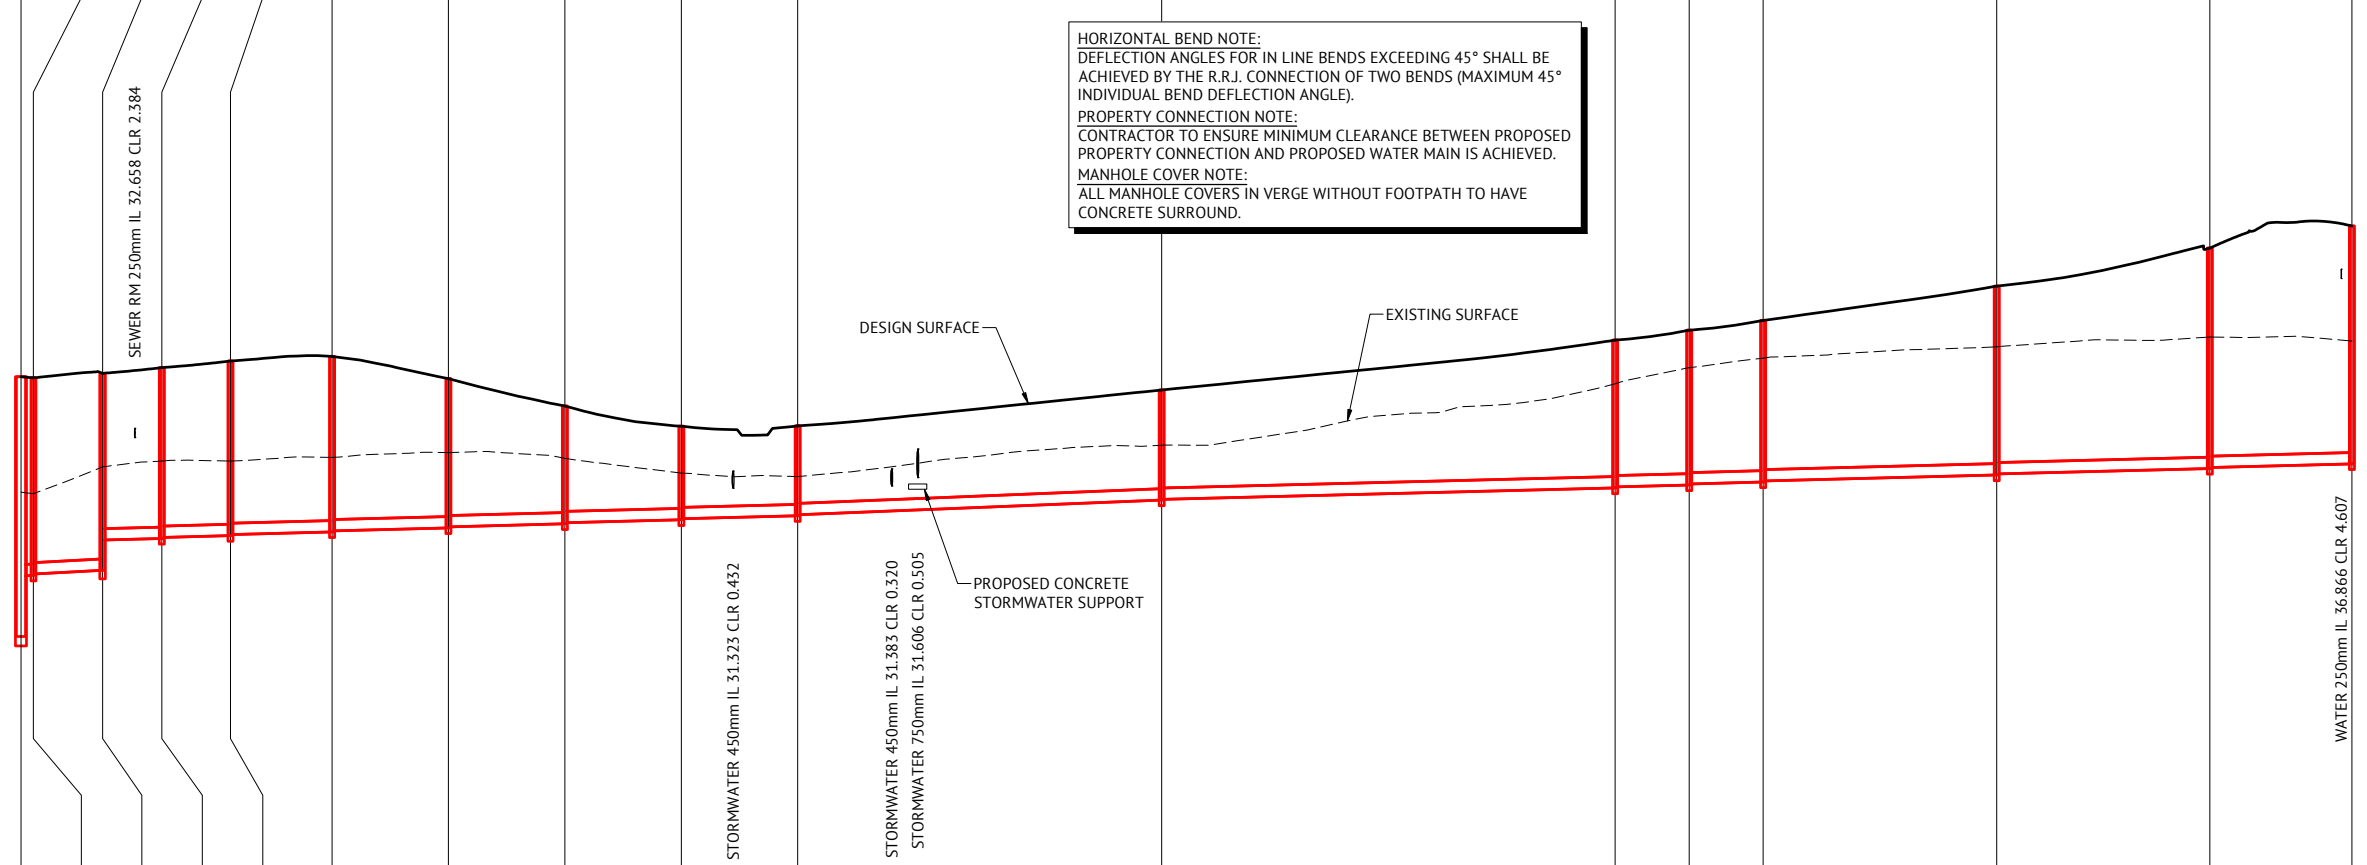 HORIZONTAL BEND NOTE:
DEFLECTION ANGLES FOR IN LINE BENDS EXCEEDING 45° SHALL BE
ACHIEVED BY THE R.R.J. CONNECTION OF TWO BENDS (MAXIMUM 45°
INDIVIDUAL BEND DEFLECTION ANGLE).
PROPERTY CONNECTION NOTE:
CONTRACTOR TO ENSURE MINIMUM CLEARANCE BETWEEN PROPOSED
PROPERTY CONNECTION AND PROPOSED WATER MAIN IS ACHIEVED.
MANHOLE COVER NOTE:
ALL MANHOLE COVERS IN VERGE WITHOUT FOOTPATH TO HAVE
CONCRETE SURROUND.
SEWER RM 250mm IL 32.658 CLR 2.384
DESIGN SURFACE
EXISTING SURFACE
STORMWATER 450mm IL 31.323 CLR 0.432
STORMWATER 450mm IL 31.383 CLR 0.320
STORMWATER 750mm IL 31.606 CLR 0.505
PROPOSED CONCRETE
STORMWATER SUPPORT
WATER 250mm IL 36.866 CLR 4.607